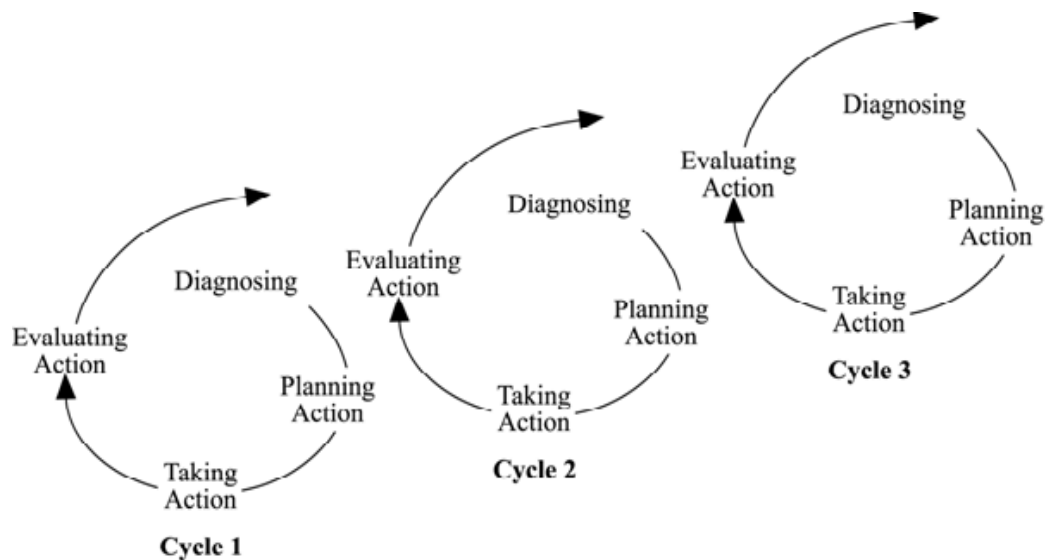 Diagnosing
Planning
Action
Taking
Action
Evaluating
Action
Cycle 1
Diagnosing
Planning
Action
Taking
Action
Evaluating
Action
Cycle 2
Diagnosing
Planning
Action
Taking
Action
Evaluating
Action
Cycle 3